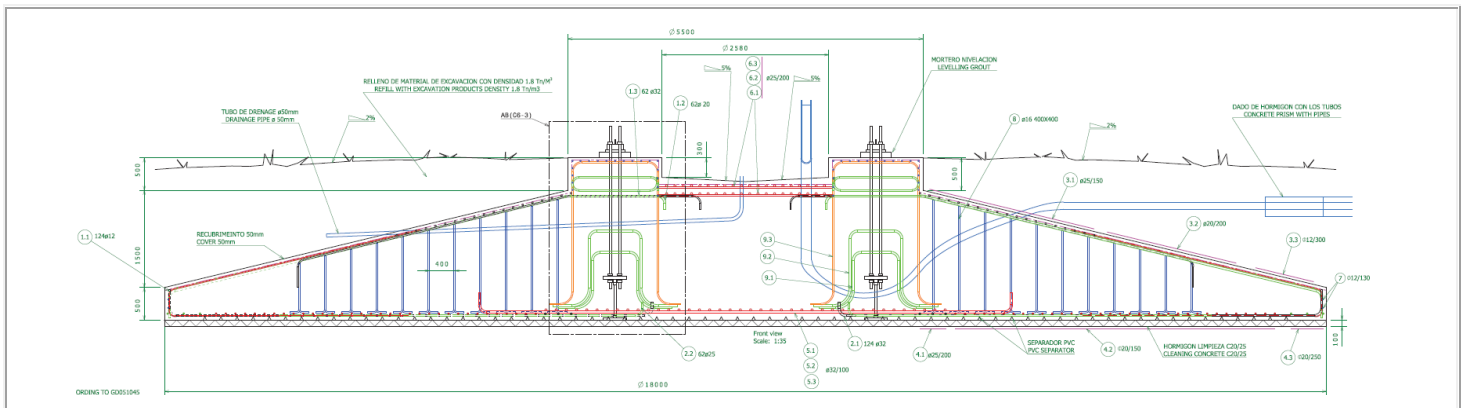 Ø5500
Ø2580
MORTERO NIVELACION
LEVELLING GROUT
RELLENO DE MATERIAL DE EXCAVACION CON DENSIDAD 1.8 Tn/M³
REFILL WITH EXCAVATION PRODUCTS DENSITY 1.8 Tn/m3
5%
6.3
6.2 ø25/200
6.1
5%
1.3 62 ø32
1.2 62ø 20
TUBO DE DRENAGE ø50mm
DRAINAGE PIPE ø 50mm
2%
AB(G6-3)
8 ø16 400X400
2%
DADO DE HORMIGON CON LOS TUBOS
CONCRETE PRISM WITH PIPES
500
300
500
3.1 ø25/150
3.2 ø20/200
3.3 ▫12/300
1.1 124ø12
RECUBRIMEINTO 50mm
COVER 50mm
1500
400
9.3
9.2
9.1
7 ▫12/130
500
100
Front view
Scale: 1:35
2.2 62ø25
2.1 124 ø32
5.1
5.2 ø32/100
5.3
4.1 ø25/200
SEPARADOR PVC
PVC SEPARATOR
4.2 ▫20/150
HORMIGON LIMPIEZA C20/25
CLEANING CONCRETE C20/25
4.3 ▫20/250
Ø18000
ORDING TO GD051045